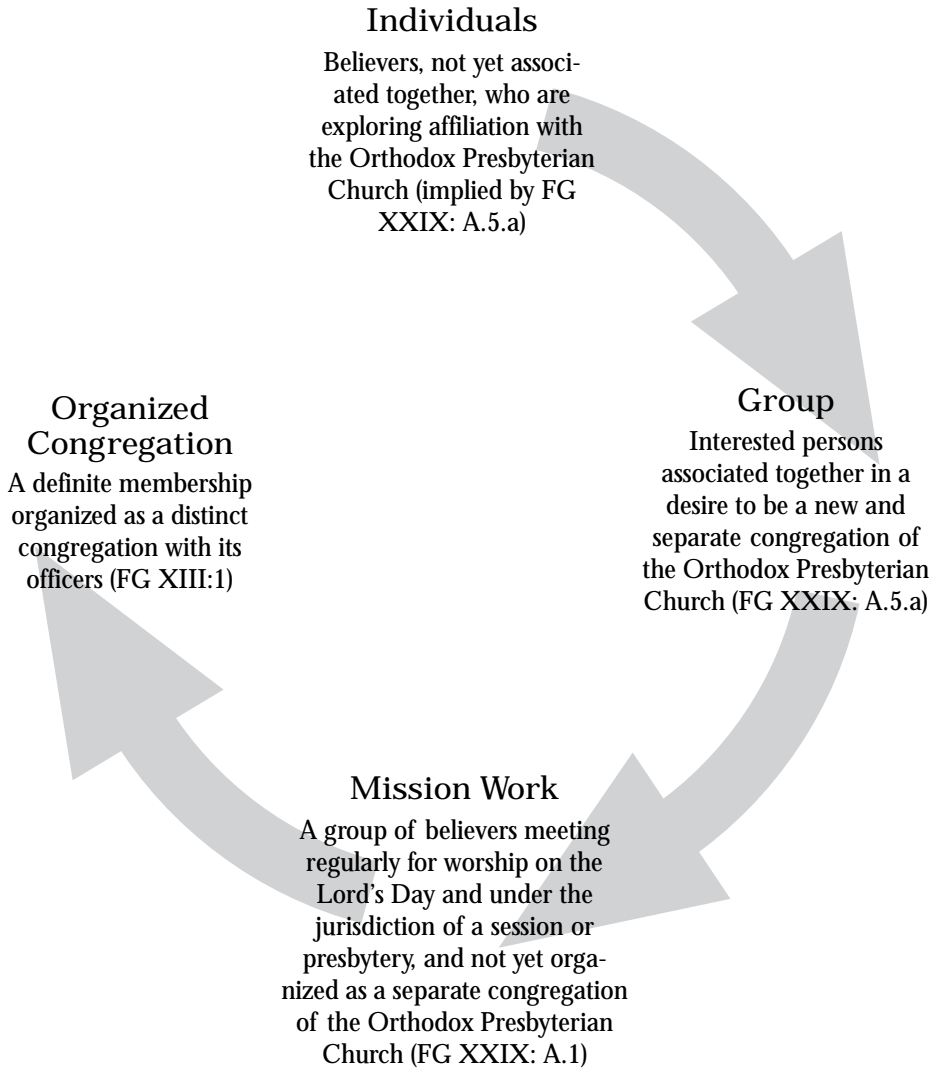 Individuals
Believers, not yet associ-
ated together, who are
exploring affiliation with
the Orthodox Presbyterian
Church (implied by FG
XXIX: A.5.a)
Group
Interested persons
associated together in a
desire to be a new and
separate congregation of
the Orthodox Presbyterian
Church (FG XXIX: A.5.a)
Mission Work
A group of believers meeting
regularly for worship on the
Lord's Day and under the
jurisdiction of a session or
presbytery, and not yet orga-
nized as a separate congregation
of the Orthodox Presbyterian
Church (FG XXIX: A.1)
Organized
Congregation
A definite membership
organized as a distinct
congregation with its
officers (FG XIII:1)